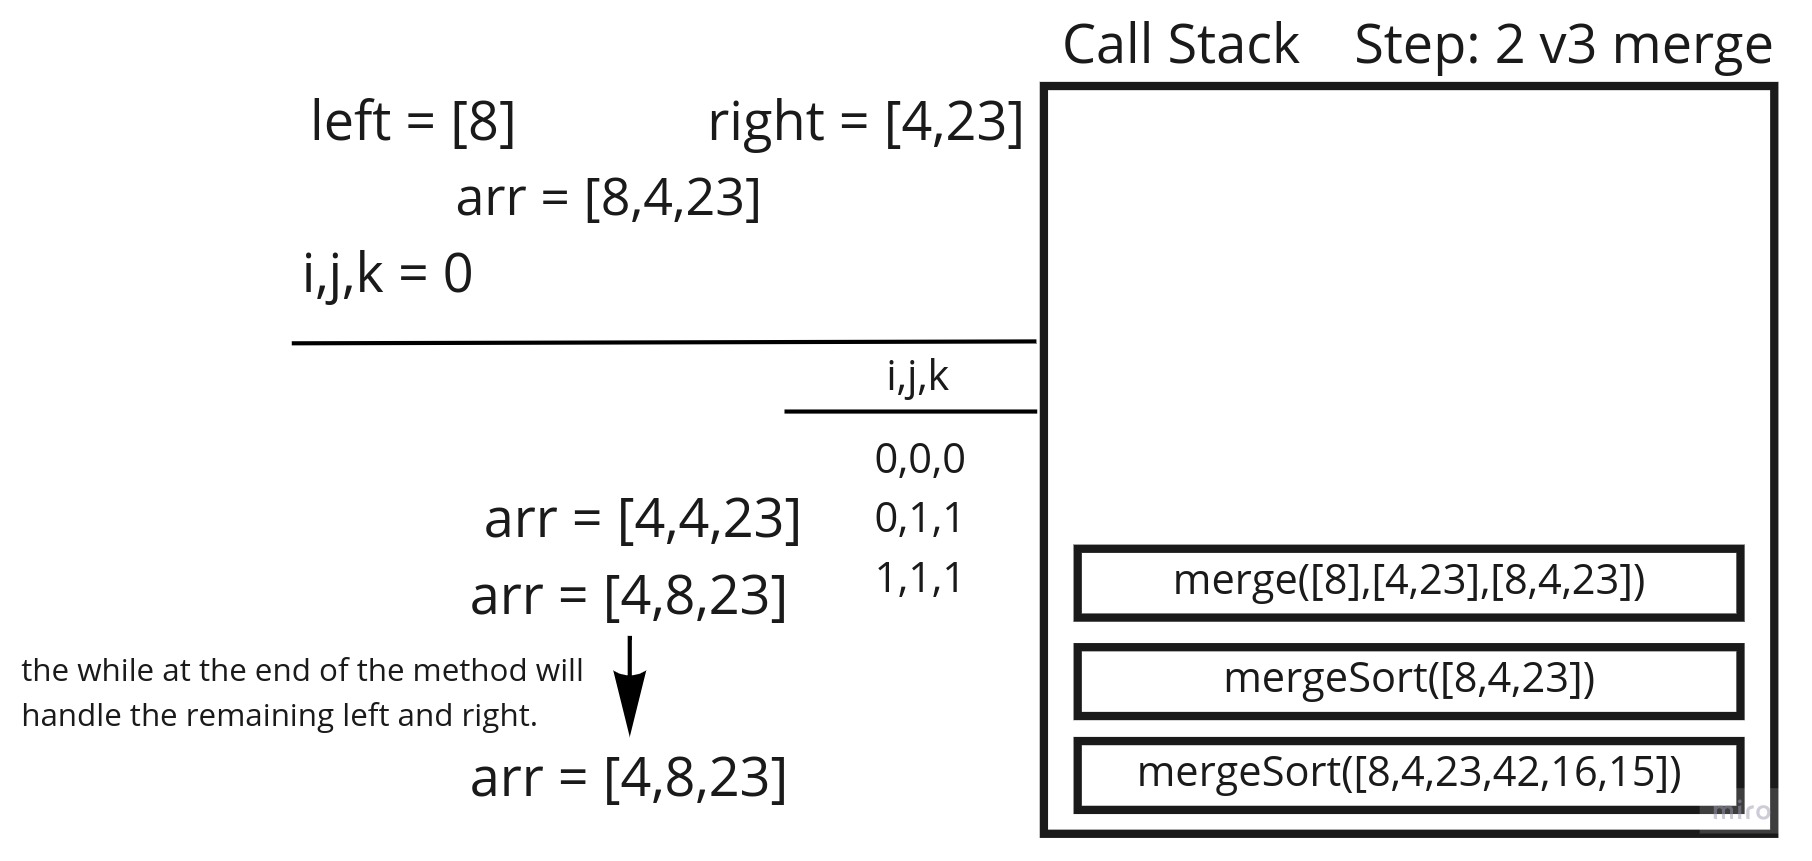 Call Stack Step: 2 v3 merge
left = [8] right = [4,23]
arr = [8,4,23]
i,j,k = 0
i,j,k
0,0,0
arr = [4,4,23] 0,1,1
arr = [4,8,23] 1,1,1
the while at the end of the method will
handle the remaining left and right.
arr = [4,8,23]
merge([8],[4,23],[8,4,23])
mergeSort([8,4,23])
mergeSort([8,4,23,42,16,15])
miro